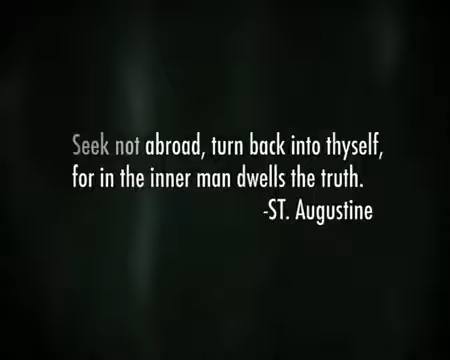 Seek not abroad, turn back into thyself,
for in the inner man dwells the truth.
-ST. Augustine